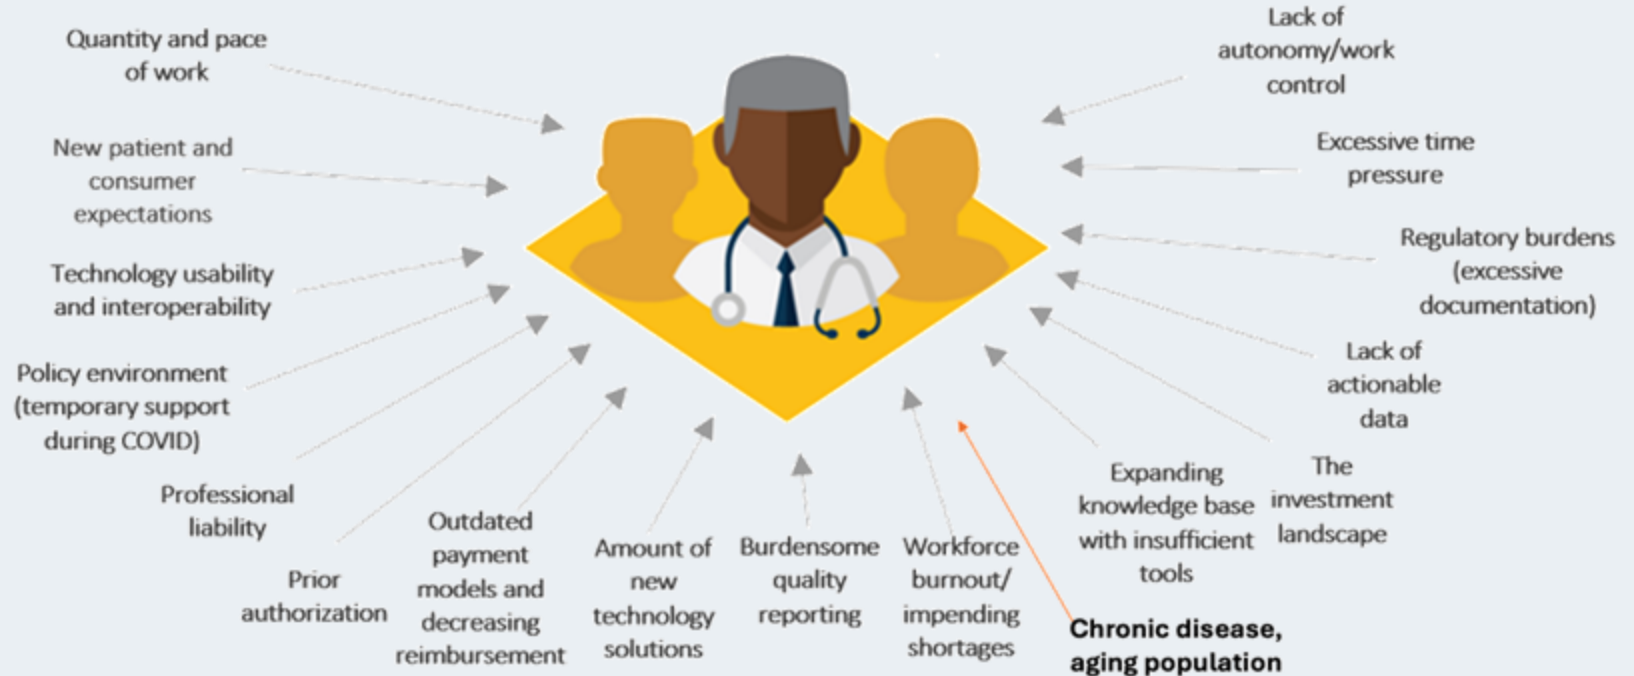 Quantity and pace
of work
New patient and
consumer
expectations
Technology usability
and interoperability
Policy environment
(temporary support
during COVID)
Professional
liability
Prior
authorization
Outdated
payment
models and
decreasing
reimbursement
Amount of
new
technology
solutions
Burdensome
quality
reporting
Workforce
burnout/
impending
shortages
Chronic disease,
aging population
Expanding
knowledge base
with insufficient
tools
The
investment
landscape
Lack of
actionable
data
Regulatory burdens
(excessive
documentation)
Excessive time
pressure
Lack of
autonomy/work
control